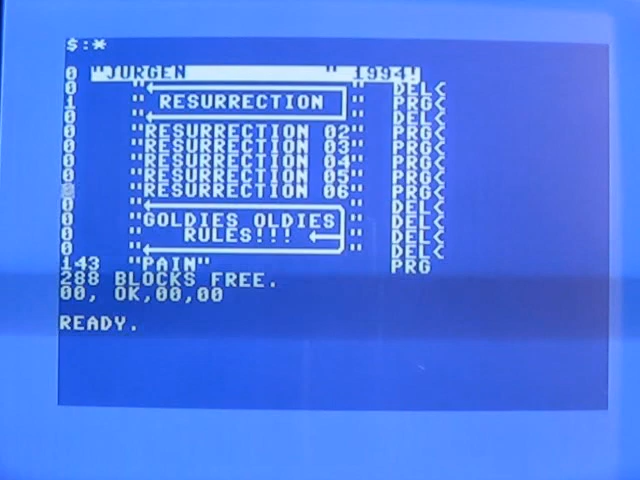 $:*
0 "JURGEN " 1994!
0 " " DEL<
1 " RESURRECTION " PRG<
0 " " DEL<
0 "RESURRECTION 02" PRG<
0 "RESURRECTION 03" PRG<
0 "RESURRECTION 04" PRG<
0 "RESURRECTION 05" PRG<
0 "RESURRECTION 06" PRG<
0 " " DEL<
0 "GOLDIES OLDIES" DEL<
0 " RULES!!! " DEL<
0 " " DEL<
143 "PAIN" PRG
288 BLOCKS FREE.
00, OK,00,00
READY.